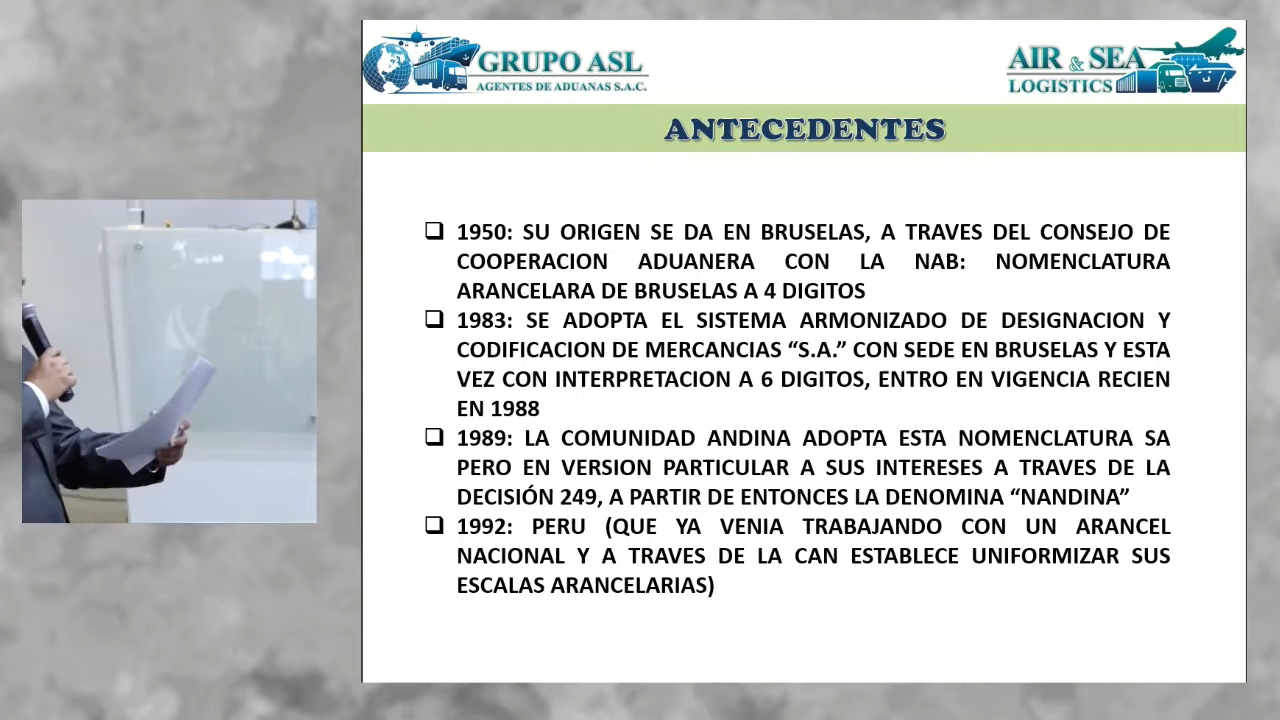 GRUPO ASL
AGENTES DE ADUANAS S.A.C.
AIR & SEA
LOGISTICS
ANTECEDENTES
❑ 1950: SU ORIGEN SE DA EN BRUSELAS, A TRAVES DEL CONSEJO DE
COOPERACION ADUANERA CON LA NAB: NOMENCLATURA
ARANCELARA DE BRUSELAS A 4 DIGITOS
❑ 1983: SE ADOPTA EL SISTEMA ARMONIZADO DE DESIGNACION Y
CODIFICACION DE MERCANCIAS “S.A.” CON SEDE EN BRUSELAS Y ESTA
VEZ CON INTERPRETACION A 6 DIGITOS, ENTRO EN VIGENCIA RECIEN
EN 1988
❑ 1989: LA COMUNIDAD ANDINA ADOPTA ESTA NOMENCLATURA SA
PERO EN VERSION PARTICULAR A SUS INTERESES A TRAVES DE LA
DECISIÓN 249, A PARTIR DE ENTONCES LA DENOMINA “NANDINA”
❑ 1992: PERU (QUE YA VENIA TRABAJANDO CON UN ARANCEL
NACIONAL Y A TRAVES DE LA CAN ESTABLECE UNIFORMIZAR SUS
ESCALAS ARANCELARIAS)